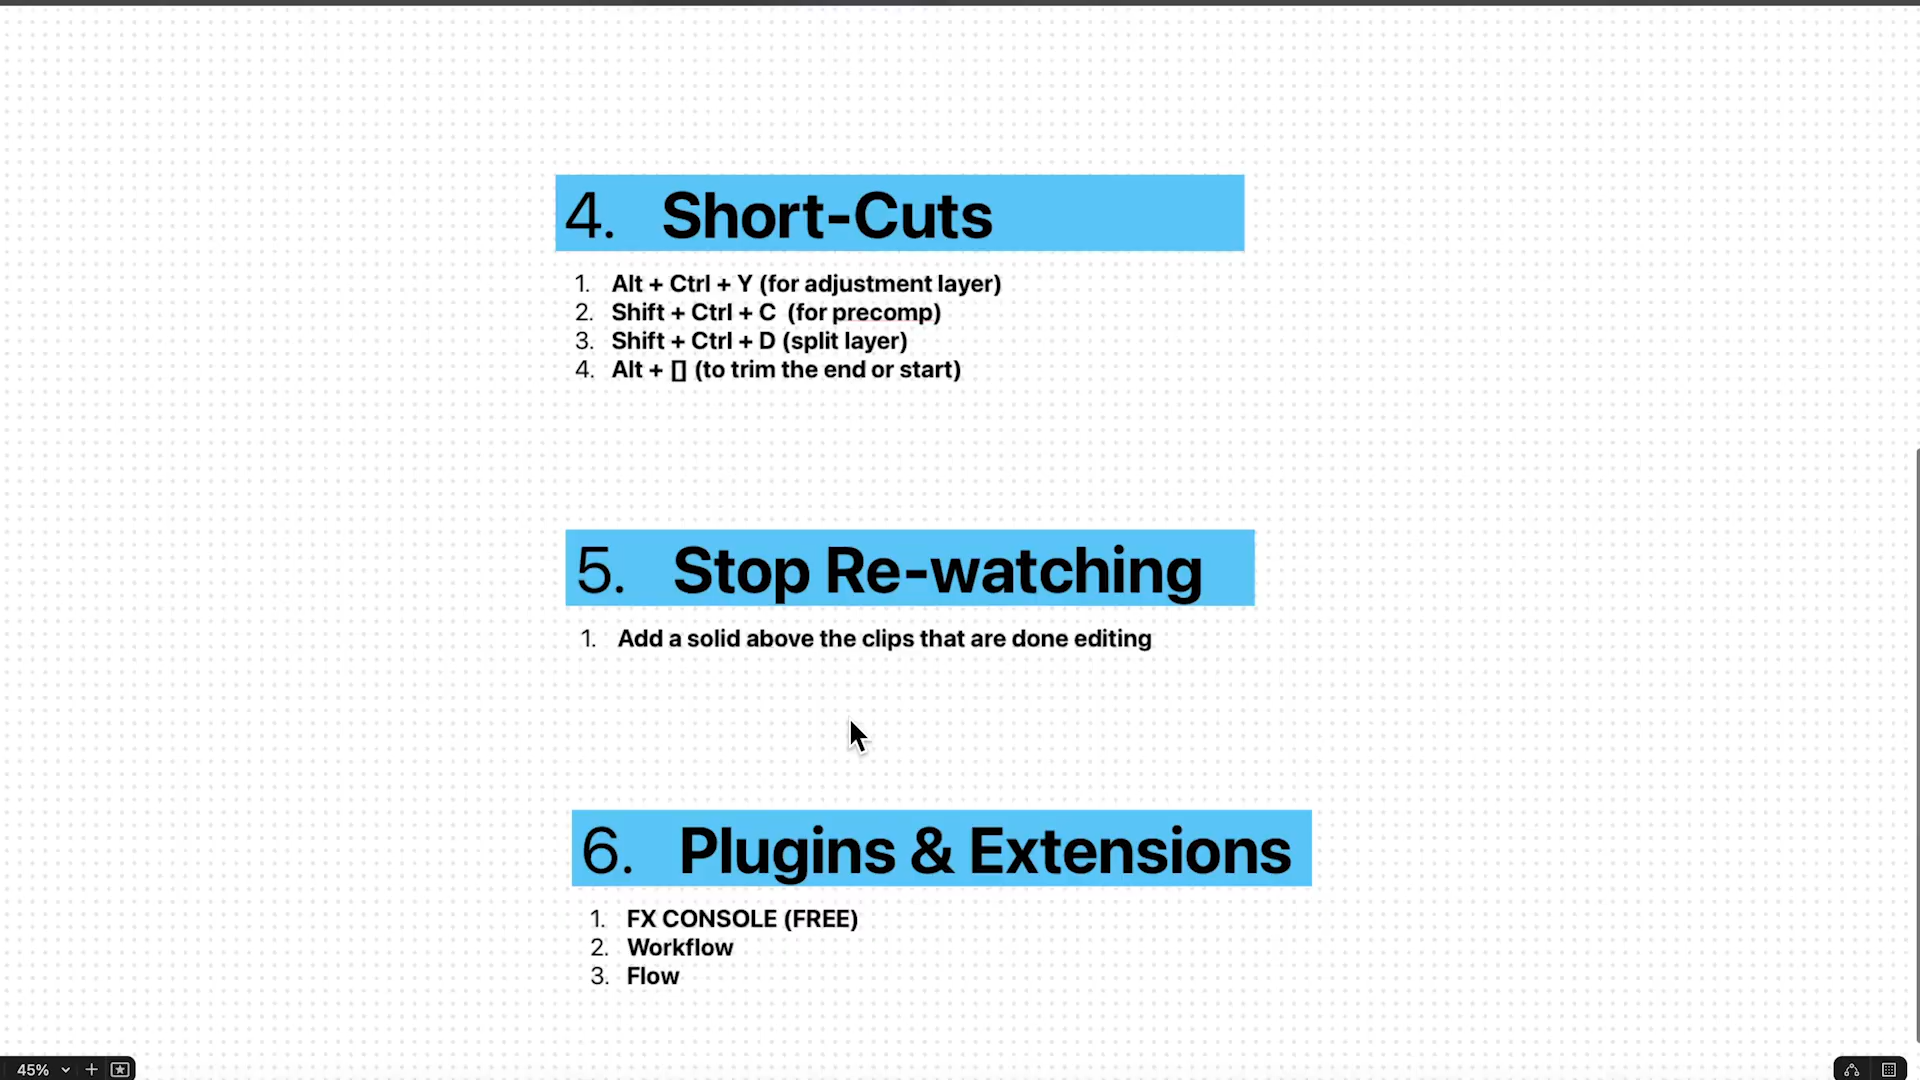 4. Short-Cuts
1. Alt + Ctrl + Y (for adjustment layer)
2. Shift + Ctrl + C (for precomp)
3. Shift + Ctrl + D (split layer)
4. Alt + [] (to trim the end or start)
5. Stop Re-watching
1. Add a solid above the clips that are done editing
6. Plugins & Extensions
1. FX CONSOLE (FREE)
2. Workflow
3. Flow
45%